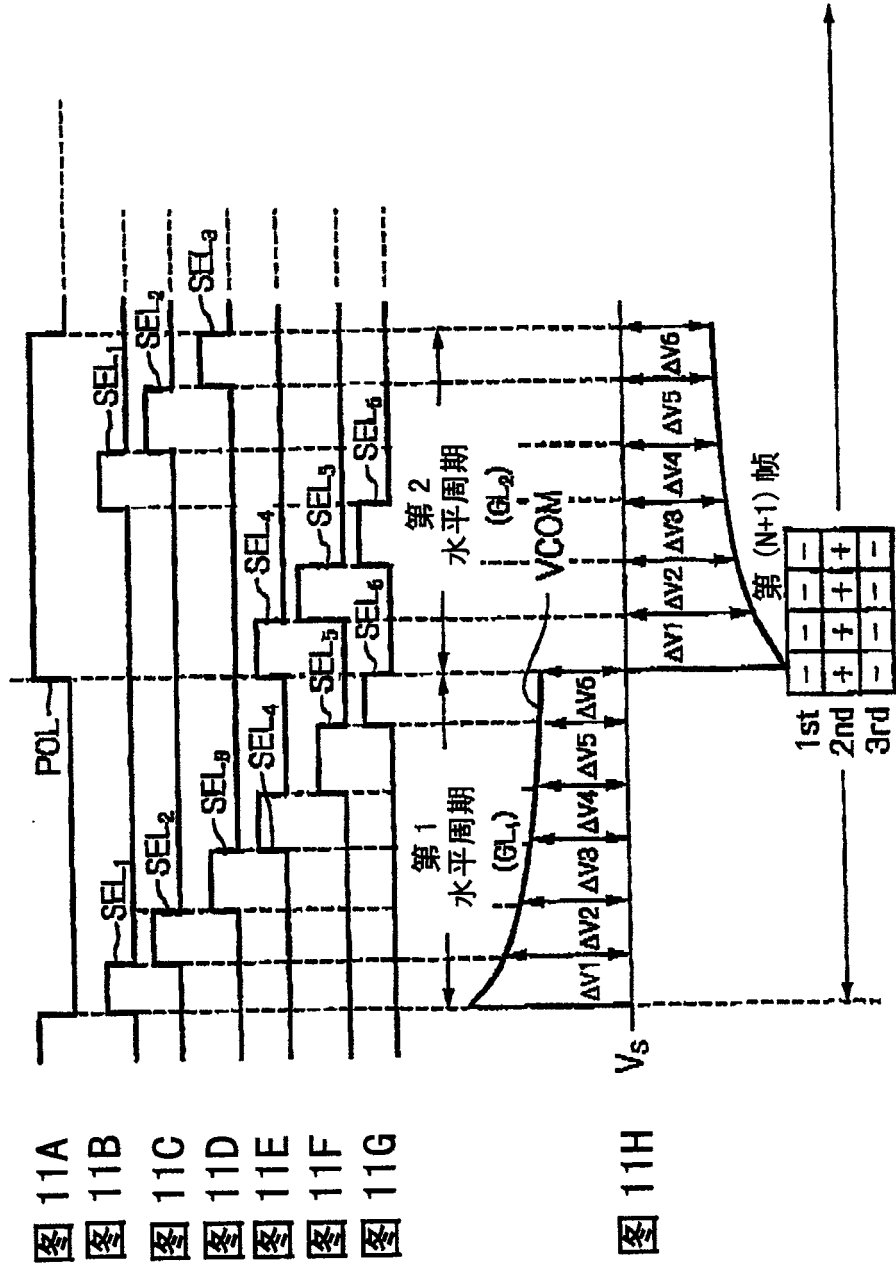 图 11A
图 11B
图 11C
图 11D
图 11E
图 11F
图 11G
图 11H
POL
SEL₁
SEL₂
SEL₃
SEL₄
SEL₅
SEL₆
SEL₄
SEL₅
SEL₆
SEL₁
SEL₂
SEL₃
第 1
水平周期
(GL₁)
第 2
水平周期
(GL₂)
VCOM
Vs
ΔV1
ΔV2
ΔV3
ΔV4
ΔV5
ΔV6
ΔV1
ΔV2
ΔV3
ΔV4
ΔV5
ΔV6
第 (N+1) 帧
1st - - - -
2nd + + + +
3rd - - - -